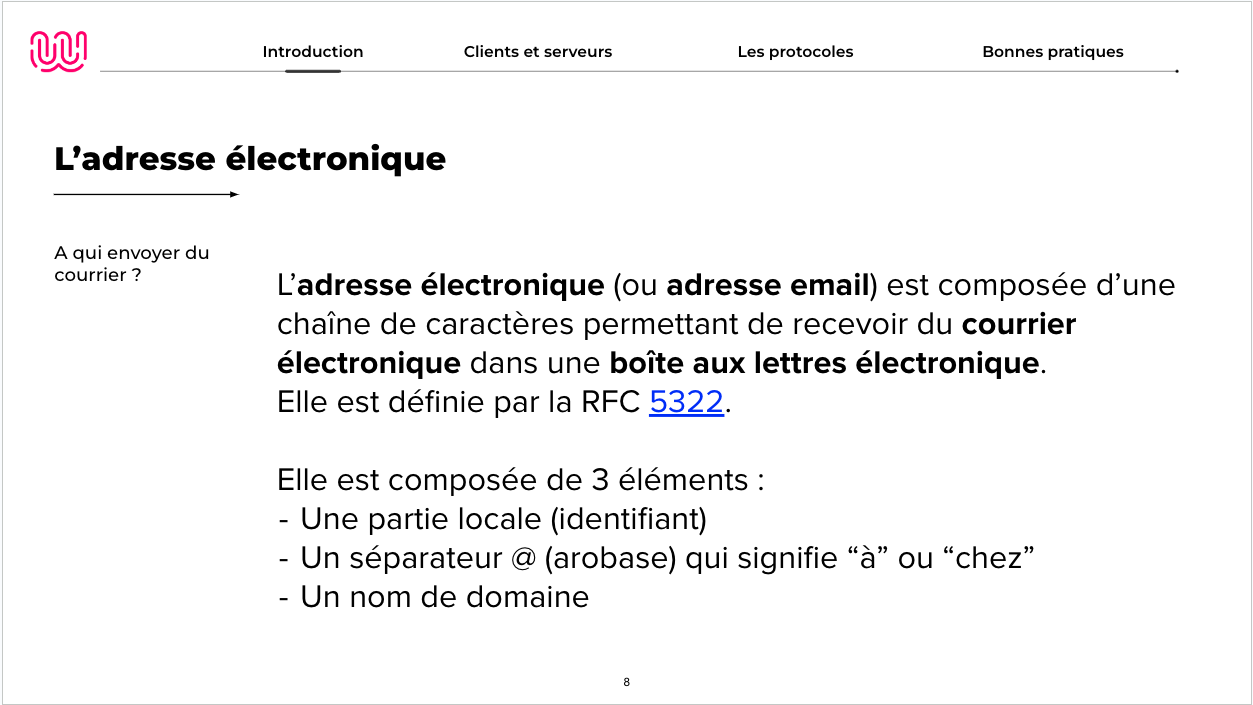 Introduction
Clients et serveurs
Les protocoles
Bonnes pratiques
L’adresse électronique
A qui envoyer du
courrier ?
L’adresse électronique (ou adresse email) est composée d’une
chaîne de caractères permettant de recevoir du courrier
électronique dans une boîte aux lettres électronique.
Elle est définie par la RFC 5322.
Elle est composée de 3 éléments :
- Une partie locale (identifiant)
- Un séparateur @ (arobase) qui signifie “à” ou “chez”
- Un nom de domaine
8